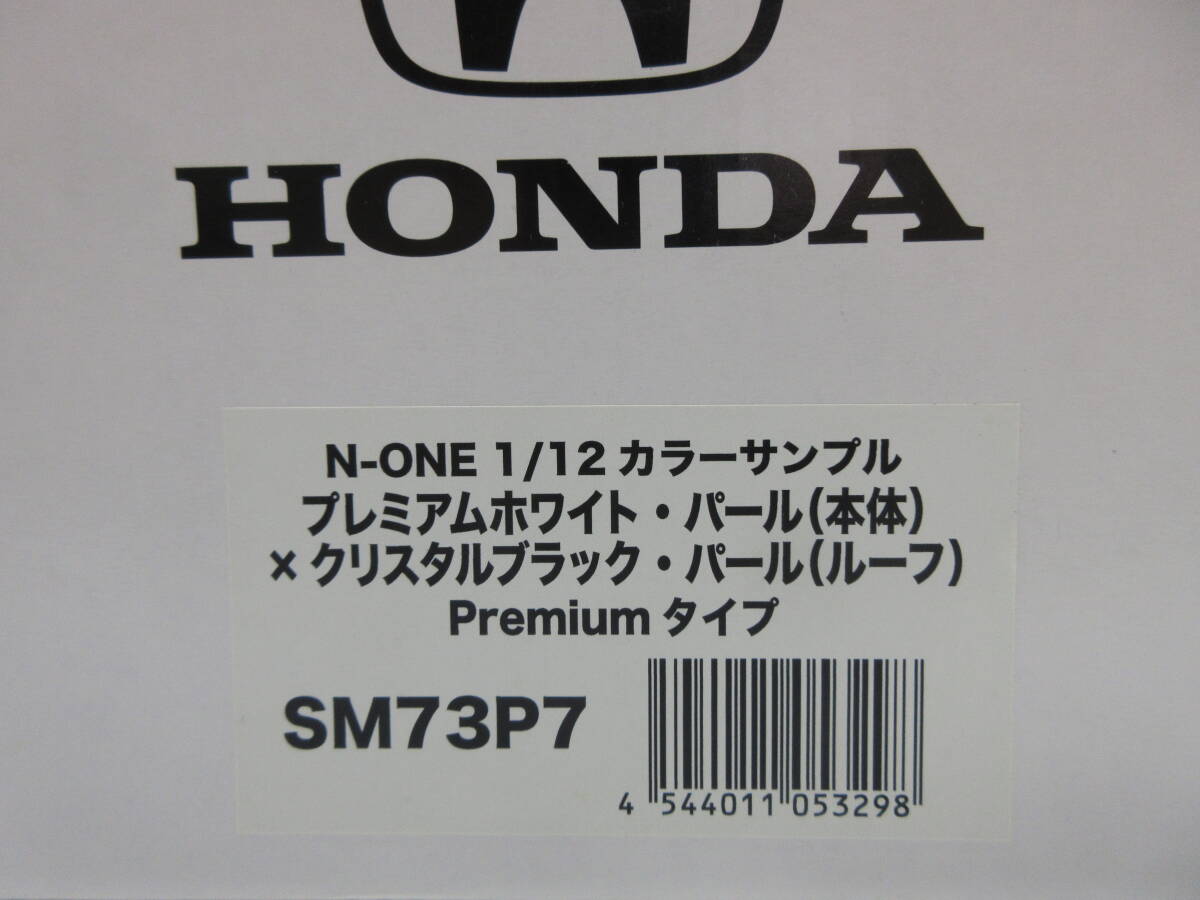 HONDA
N-ONE 1/12 カラーサンプル
プレミアムホワイト・パール(本体)
×クリスタルブラック・パール(ルーフ)
Premium タイプ
SM73P7
4 544011 053298